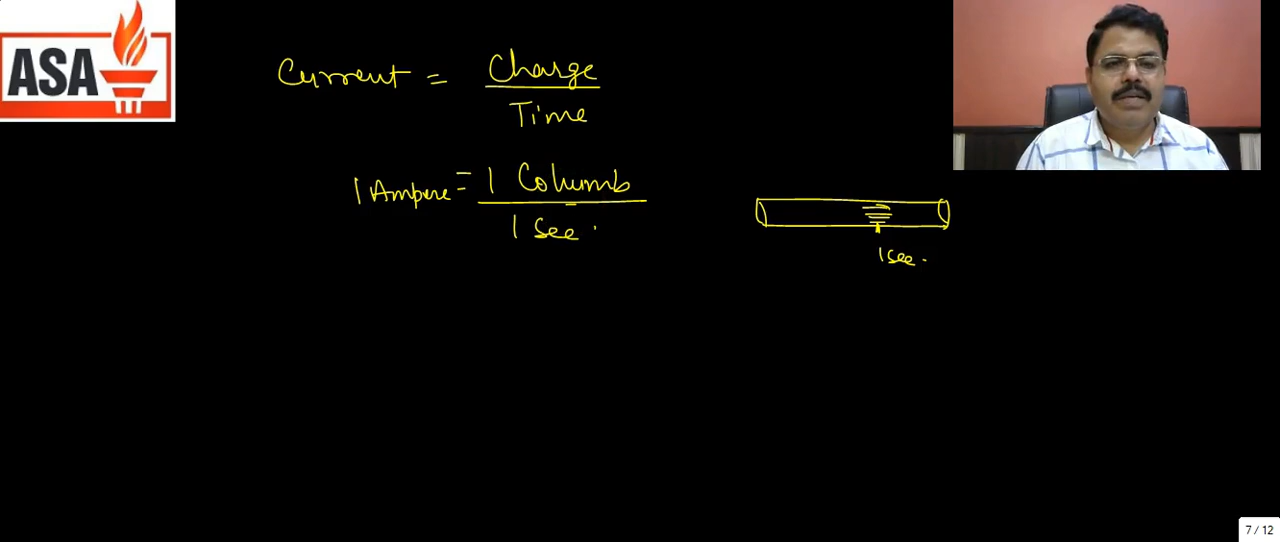 ASA
Current = Charge
Time
1 Ampere = 1 Columb
1 Sec.
1 sec.
7 / 12